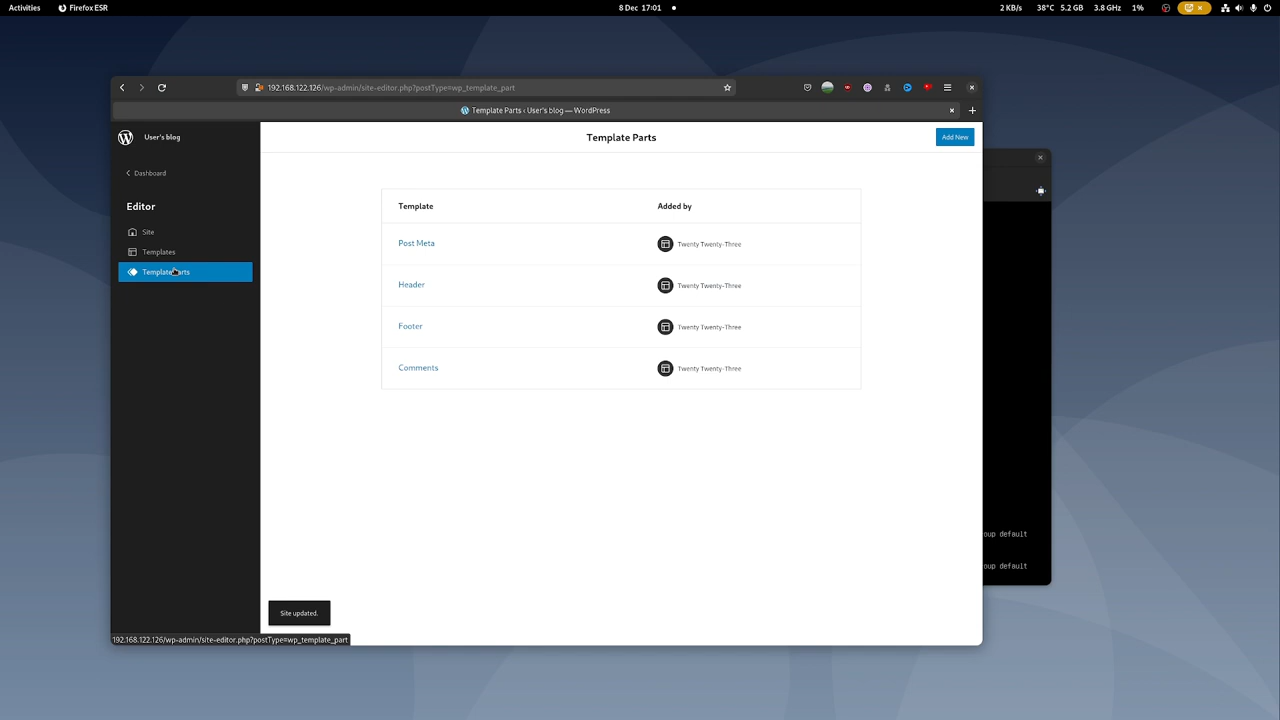 Activities Firefox ESR 8 Dec 17:01 2 KB/s 38°C 5.2 GB 3.8 GHz 1%
192.168.122.126/wp-admin/site-editor.php?postType=wp_template_part
Template Parts ‹ User's blog — WordPress
User's blog
Template Parts
Add New
Dashboard
Editor
Template Added by
Site
Post Meta Twenty Twenty-Three
Templates
Template Parts
Header Twenty Twenty-Three
Footer Twenty Twenty-Three
Comments Twenty Twenty-Three
oup default
oup default
Site updated.
192.168.122.126/wp-admin/site-editor.php?postType=wp_template_part